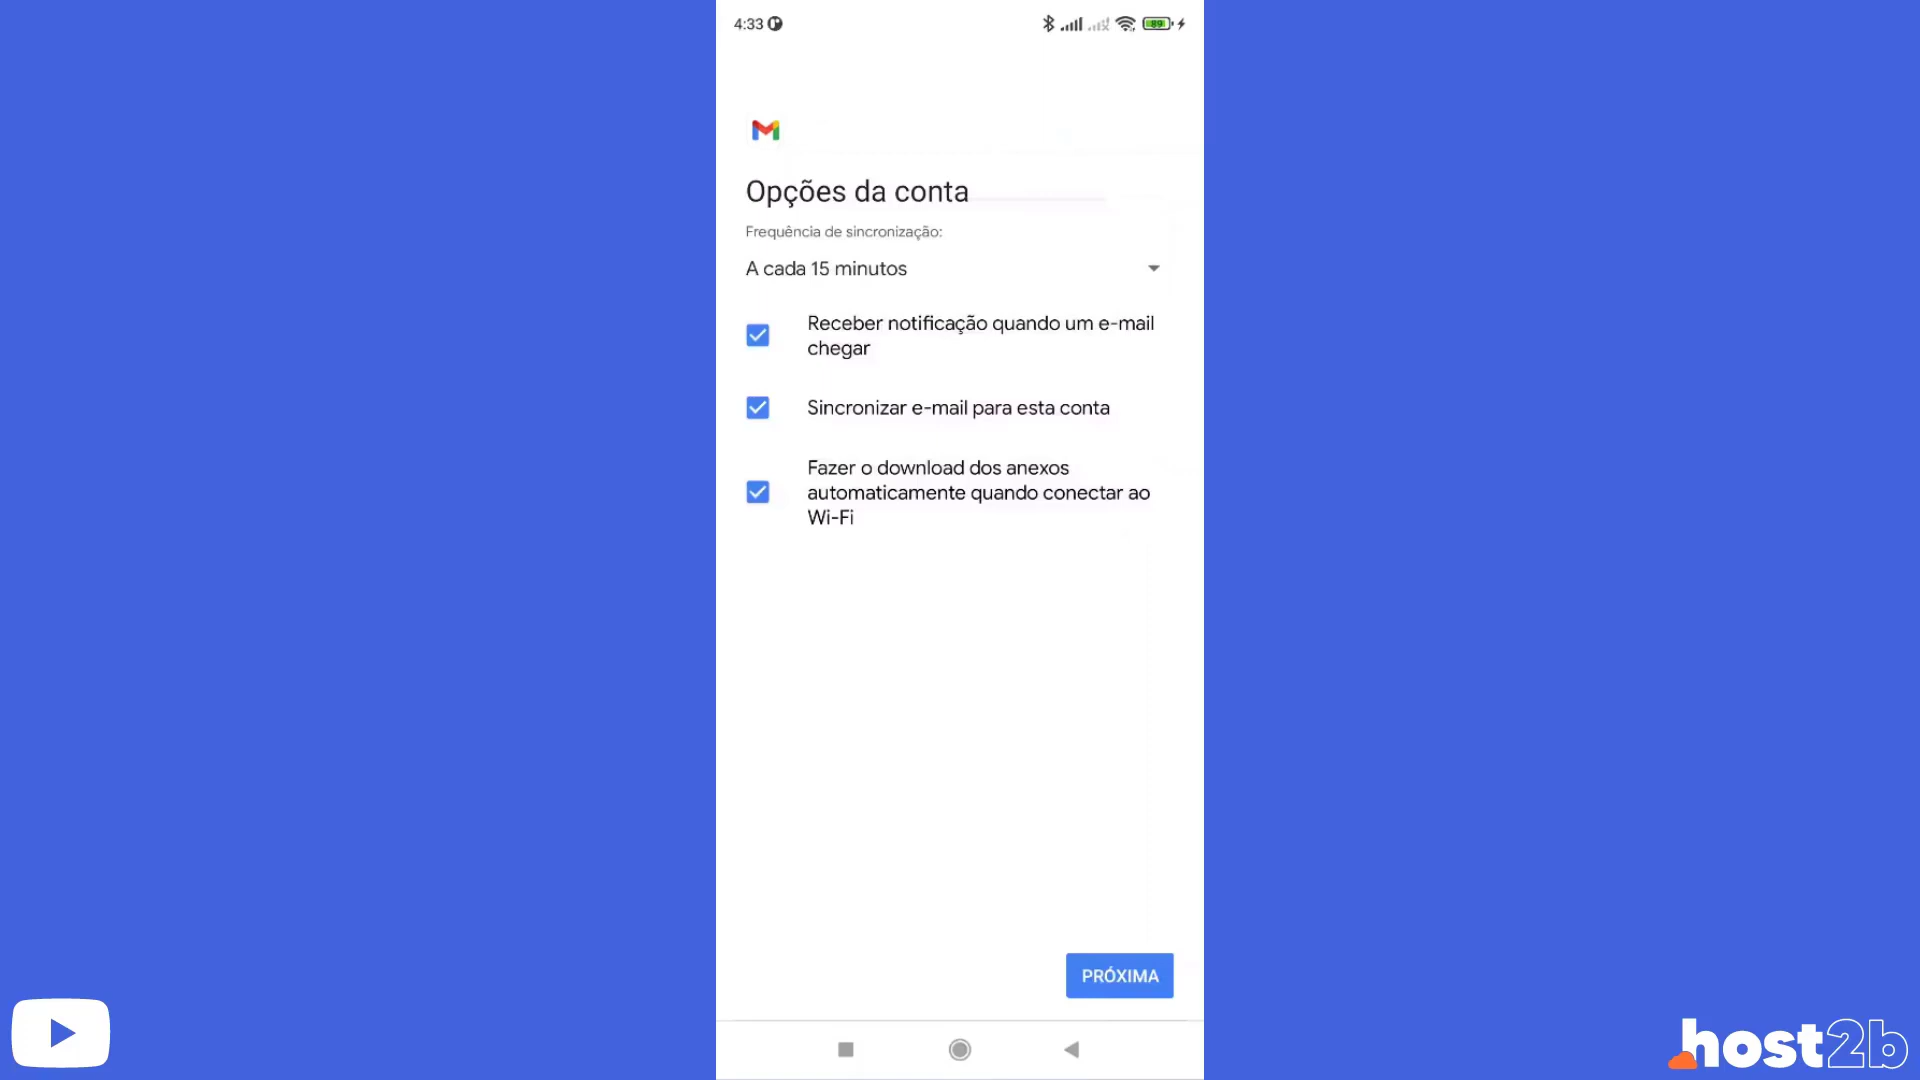 4:33
89
Opções da conta
Frequência de sincronização:
A cada 15 minutos
Receber notificação quando um e-mail
chegar
Sincronizar e-mail para esta conta
Fazer o download dos anexos
automaticamente quando conectar ao
Wi-Fi
PRÓXIMA
host2b